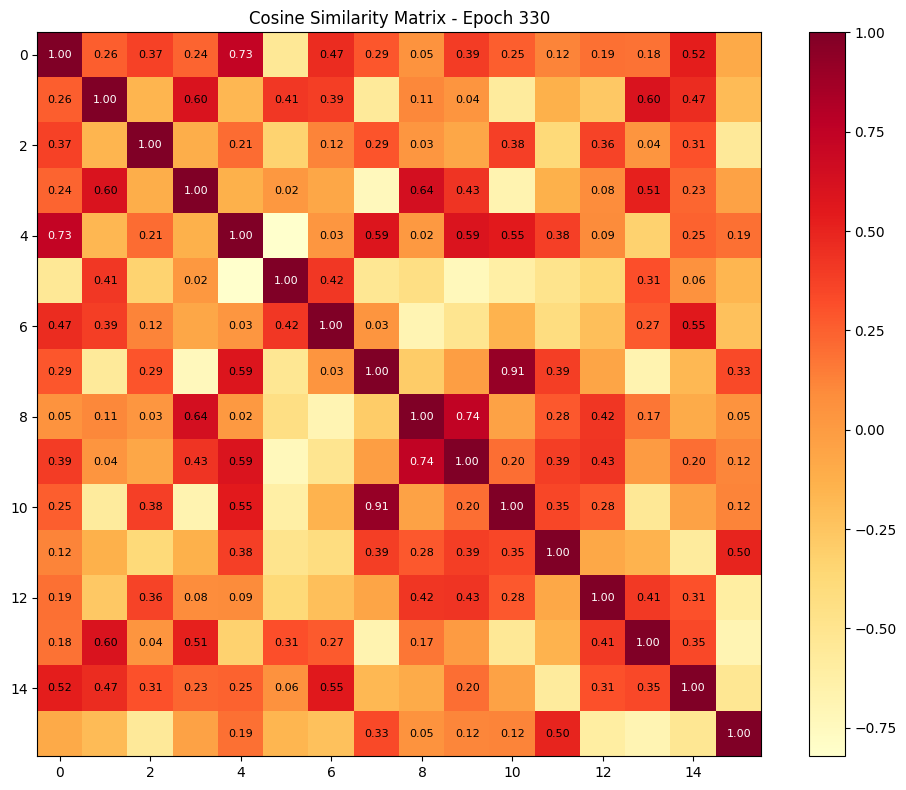 Cosine Similarity Matrix - Epoch 330
0 1.00 0.26 0.37 0.24 0.73 0.47 0.29 0.05 0.39 0.25 0.12 0.19 0.18 0.52
0.26 1.00 0.60 0.41 0.39 0.11 0.04 0.60 0.47
2 0.37 1.00 0.21 0.12 0.29 0.03 0.38 0.36 0.04 0.31
0.24 0.60 1.00 0.02 0.64 0.43 0.08 0.51 0.23
4 0.73 0.21 1.00 0.03 0.59 0.02 0.59 0.55 0.38 0.09 0.25 0.19
0.41 0.02 1.00 0.42 0.31 0.06
6 0.47 0.39 0.12 0.03 0.42 1.00 0.03 0.27 0.55
0.29 0.29 0.59 0.03 1.00 0.91 0.39 0.33
8 0.05 0.11 0.03 0.64 0.02 1.00 0.74 0.28 0.42 0.17 0.05
0.39 0.04 0.43 0.59 0.74 1.00 0.20 0.39 0.43 0.20 0.12
10 0.25 0.38 0.55 0.91 0.20 1.00 0.35 0.28 0.12
0.12 0.38 0.39 0.28 0.39 0.35 1.00 0.50
12 0.19 0.36 0.08 0.09 0.42 0.43 0.28 1.00 0.41 0.31
0.18 0.60 0.04 0.51 0.31 0.27 0.17 0.41 1.00 0.35
14 0.52 0.47 0.31 0.23 0.25 0.06 0.55 0.20 0.31 0.35 1.00
0.19 0.33 0.05 0.12 0.12 0.50 1.00
0 2 4 6 8 10 12 14
1.00
0.75
0.50
0.25
0.00
−0.25
−0.50
−0.75